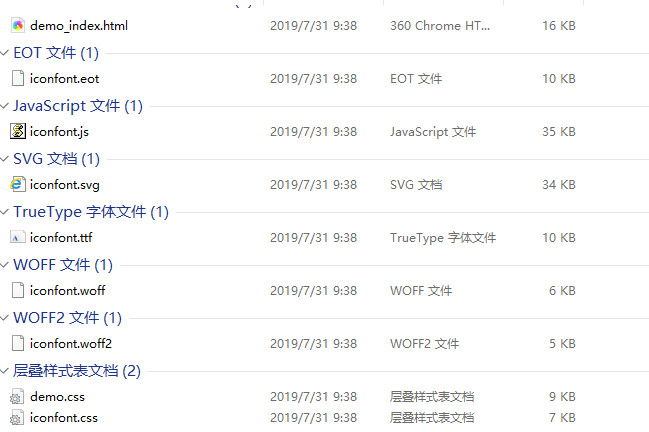 demo_index.html 2019/7/31 9:38 360 Chrome HT... 16 KB
EOT 文件 (1)
iconfont.eot 2019/7/31 9:38 EOT 文件 10 KB
JavaScript 文件 (1)
iconfont.js 2019/7/31 9:38 JavaScript 文件 35 KB
SVG 文档 (1)
iconfont.svg 2019/7/31 9:38 SVG 文档 34 KB
TrueType 字体文件 (1)
iconfont.ttf 2019/7/31 9:38 TrueType 字体文件 10 KB
WOFF 文件 (1)
iconfont.woff 2019/7/31 9:38 WOFF 文件 6 KB
WOFF2 文件 (1)
iconfont.woff2 2019/7/31 9:38 WOFF2 文件 5 KB
层叠样式表文档 (2)
demo.css 2019/7/31 9:38 层叠样式表文档 9 KB
iconfont.css 2019/7/31 9:38 层叠样式表文档 7 KB